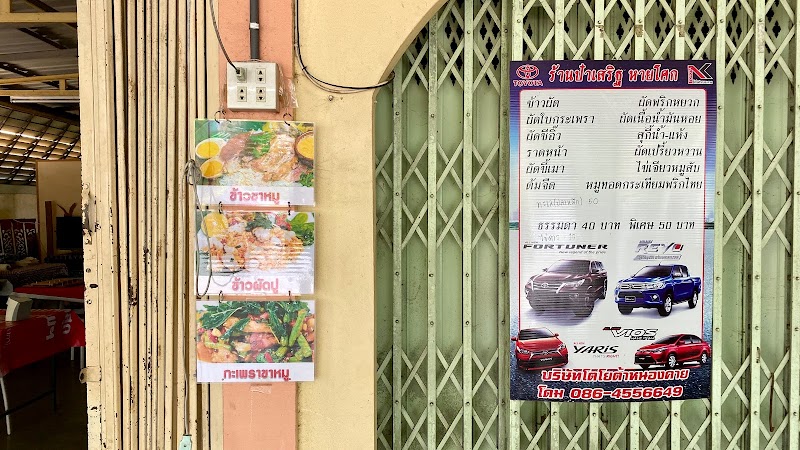 ข้าวขาหมู
ข้าวผัดปู
กะเพราขาหมู
TOYOTA
ร้านป้าเสริฐ นายโศก
ข้าวผัด ผัดพริกหยวก
ผัดใบกระเพรา ผัดเนื้อน้ำมันหอย
ผัดซีอิ้ว สุกี้น้ำ-แห้ง
ราดหน้า ผัดเปรี้ยวหวาน
ผัดขี้เมา ไข่เจียวหมูสับ
ต้มจืด หมูทอดกระเทียมพริกไทย
60
ธรรมดา 40 บาท พิเศษ 50 บาท
FORTUNER
REVO
VIOS
YARIS
บริษัทโตโยต้าหนองคาย
โทม 086-4556649